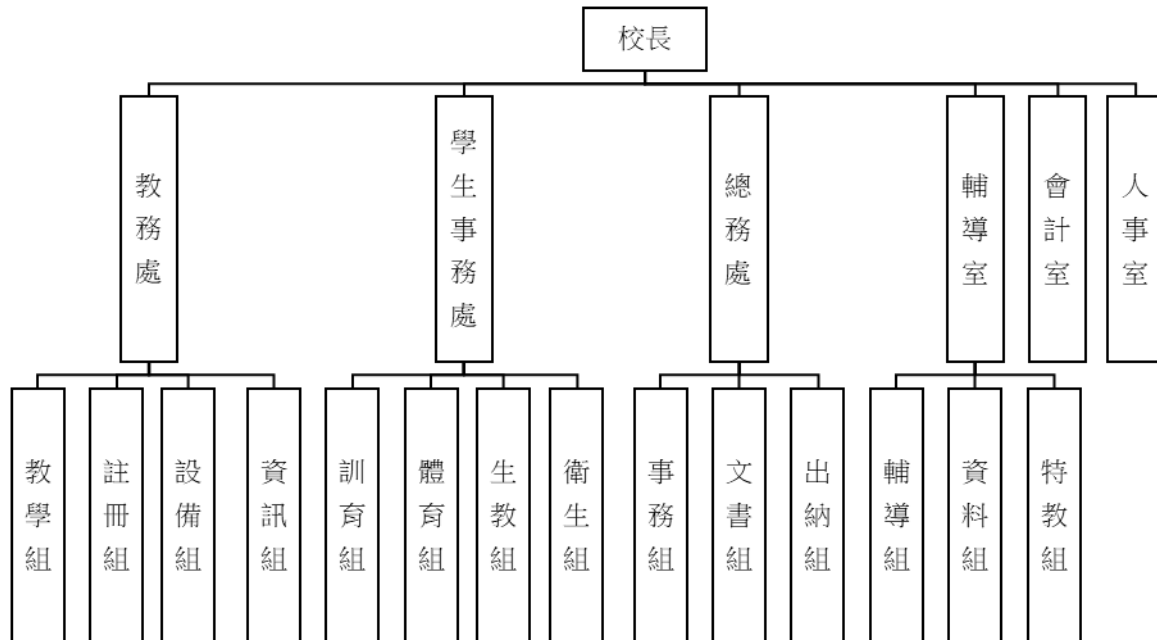 校長
教務處
學生事務處
總務處
輔導室
會計室
人事室
教學組
註冊組
設備組
資訊組
訓育組
體育組
生教組
衛生組
事務組
文書組
出納組
輔導組
資料組
特教組